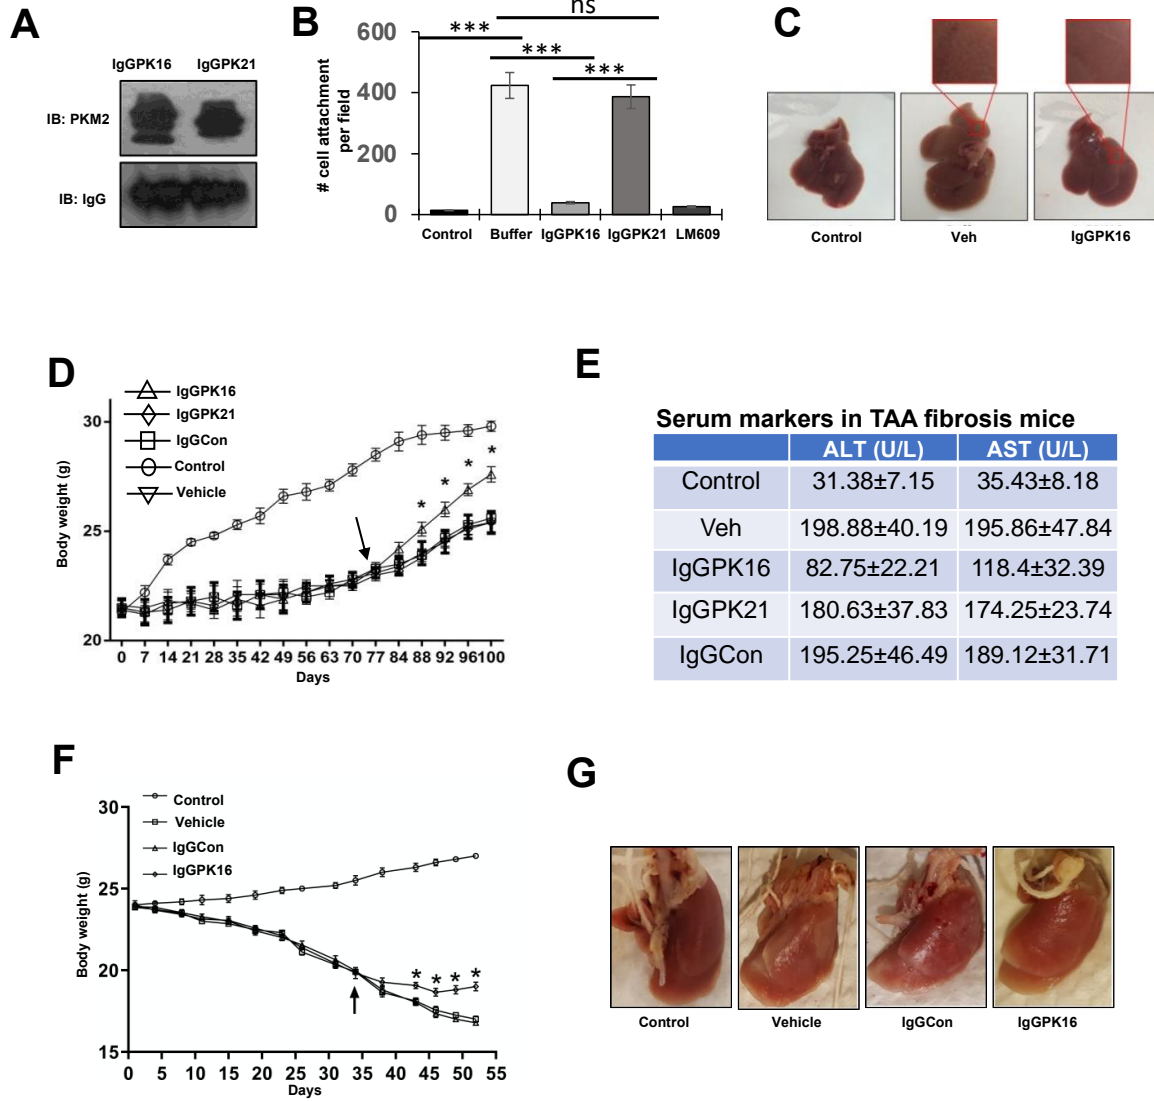 A
IgGPK16 IgGPK21
IB: PKM2
IB: IgG
B
# cell attachment
per field
600
400
200
0
ns
***
***
***
Control Buffer IgGPK16 IgGPK21 LM609
C
Control Veh IgGPK16
D
IgGPK16
IgGPK21
IgGCon
Control
Vehicle
Body weight (g)
30
25
20
* * * *
0 7 14 21 28 35 42 49 56 63 70 77 84 88 92 96 100
Days
E
Serum markers in TAA fibrosis mice
ALT (U/L) AST (U/L)
Control 31.38±7.15 35.43±8.18
Veh 198.88±40.19 195.86±47.84
IgGPK16 82.75±22.21 118.4±32.39
IgGPK21 180.63±37.83 174.25±23.74
IgGCon 195.25±46.49 189.12±31.71
F
Control
Vehicle
IgGCon
IgGPK16
Body weight (g)
30
25
20
15
* * * *
0 5 10 15 20 25 30 35 40 45 50 55
Days
G
Control Vehicle IgGCon IgGPK16